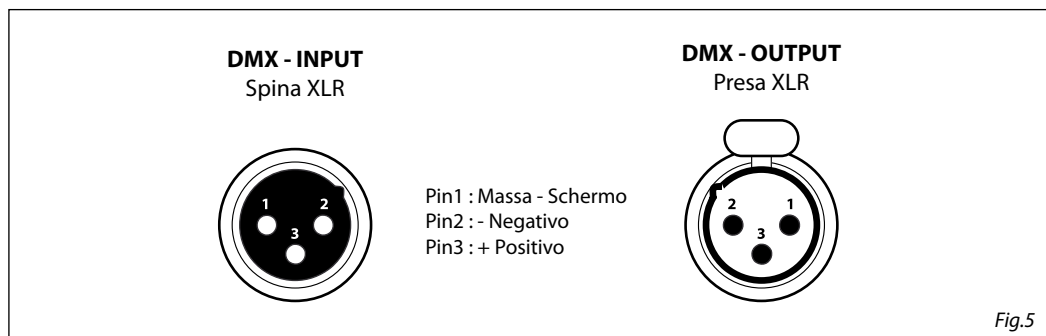 DMX - INPUT
Spina XLR
1
2
3
Pin1 : Massa - Schermo
Pin2 : - Negativo
Pin3 : + Positivo
DMX - OUTPUT
Presa XLR
2
1
3
Fig.5